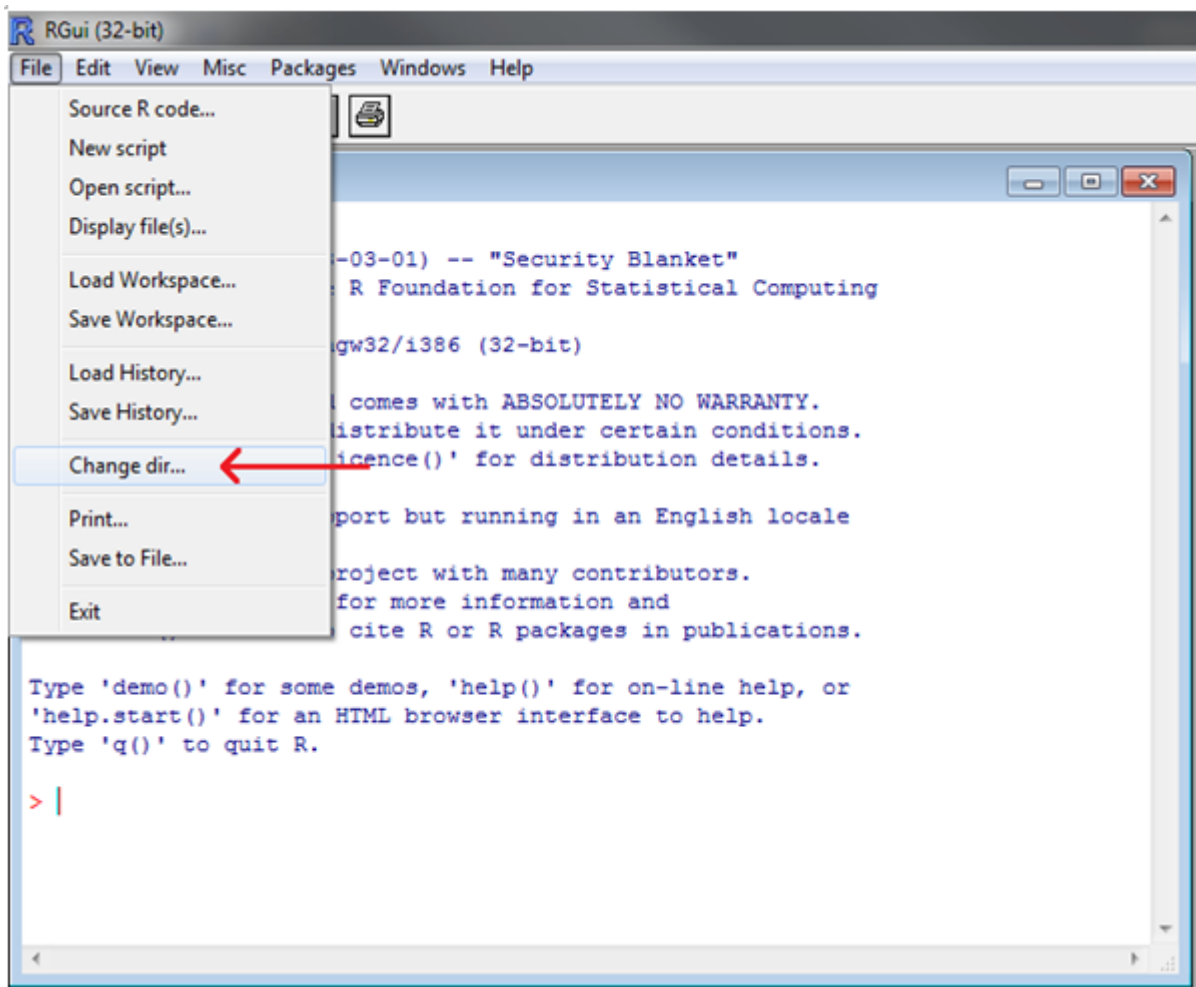 RGui (32-bit)
File Edit View Misc Packages Windows Help
Source R code...
New script
Open script...
Display file(s)...
Load Workspace...
Save Workspace...
Load History...
Save History...
Change dir...
Print...
Save to File...
Exit
-03-01) -- "Security Blanket"
R Foundation for Statistical Computing
gw32/i386 (32-bit)
comes with ABSOLUTELY NO WARRANTY.
istribute it under certain conditions.
icence()' for distribution details.
port but running in an English locale
roject with many contributors.
for more information and
cite R or R packages in publications.
Type 'demo()' for some demos, 'help()' for on-line help, or
'help.start()' for an HTML browser interface to help.
Type 'q()' to quit R.
>